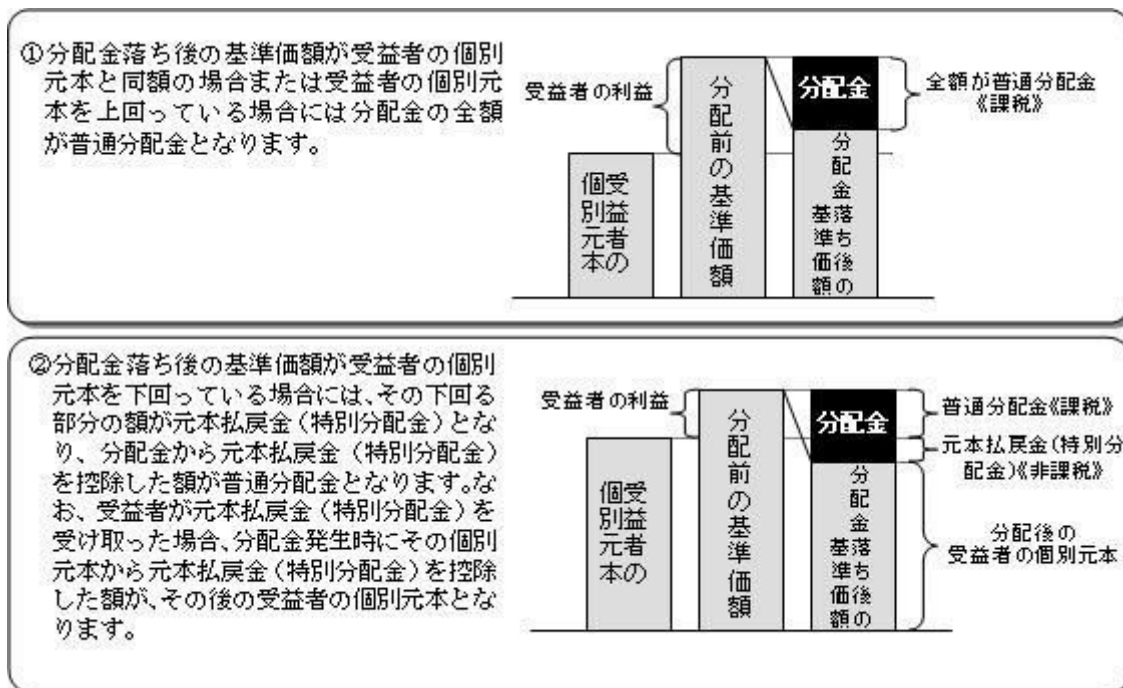 ①分配金落ち後の基準価額が受益者の個別
元本と同額の場合または受益者の個別元
本を上回っている場合には分配金の全額
が普通分配金となります。
受益者の利益
受益者の
個別元本
分配前の基準価額
分配金
分配金落ち後の
基準価額
全額が普通分配金
《課税》
②分配金落ち後の基準価額が受益者の個別
元本を下回っている場合には、その下回る
部分の額が元本払戻金(特別分配金)とな
り、分配金から元本払戻金(特別分配金)
を控除した額が普通分配金となります。な
お、受益者が元本払戻金(特別分配金)を
受け取った場合、分配金発生時にその個別
元本から元本払戻金(特別分配金)を控除
した額が、その後の受益者の個別元本とな
ります。
受益者の利益
受益者の
個別元本
分配前の基準価額
分配金
分配金落ち後の
基準価額
普通分配金《課税》
元本払戻金(特別分
配金)《非課税》
分配後の
受益者の個別元本